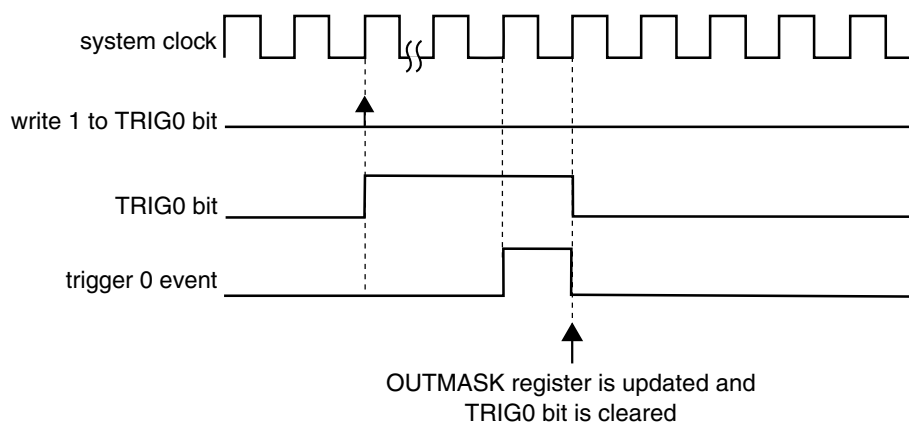 system clock
write 1 to TRIG0 bit
TRIG0 bit
trigger 0 event
OUTMASK register is updated and
TRIG0 bit is cleared